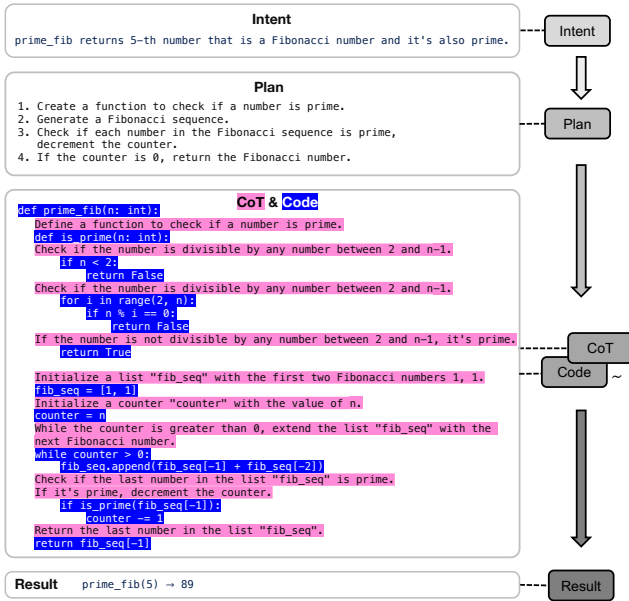 Intent
prime_fib returns 5-th number that is a Fibonacci number and it's also prime.
Intent
Plan
1. Create a function to check if a number is prime.
2. Generate a Fibonacci sequence.
3. Check if each number in the Fibonacci sequence is prime,
decrement the counter.
4. If the counter is 0, return the Fibonacci number.
Plan
CoT & Code
def prime_fib(n: int):
Define a function to check if a number is prime.
def is_prime(n: int):
Check if the number is divisible by any number between 2 and n-1.
if n < 2:
return False
Check if the number is divisible by any number between 2 and n-1.
for i in range(2, n):
if n % i == 0:
return False
If the number is not divisible by any number between 2 and n-1, it's prime.
return True
Initialize a list "fib_seq" with the first two Fibonacci numbers 1, 1.
fib_seq = [1, 1]
Initialize a counter "counter" with the value of n.
counter = n
While the counter is greater than 0, extend the list "fib_seq" with the
next Fibonacci number.
while counter > 0:
fib_seq.append(fib_seq[-1] + fib_seq[-2])
Check if the last number in the list "fib_seq" is prime.
If it's prime, decrement the counter.
if is_prime(fib_seq[-1]):
counter -= 1
Return the last number in the list "fib_seq".
return fib_seq[-1]
CoT
Code ~
Result prime_fib(5) → 89
Result